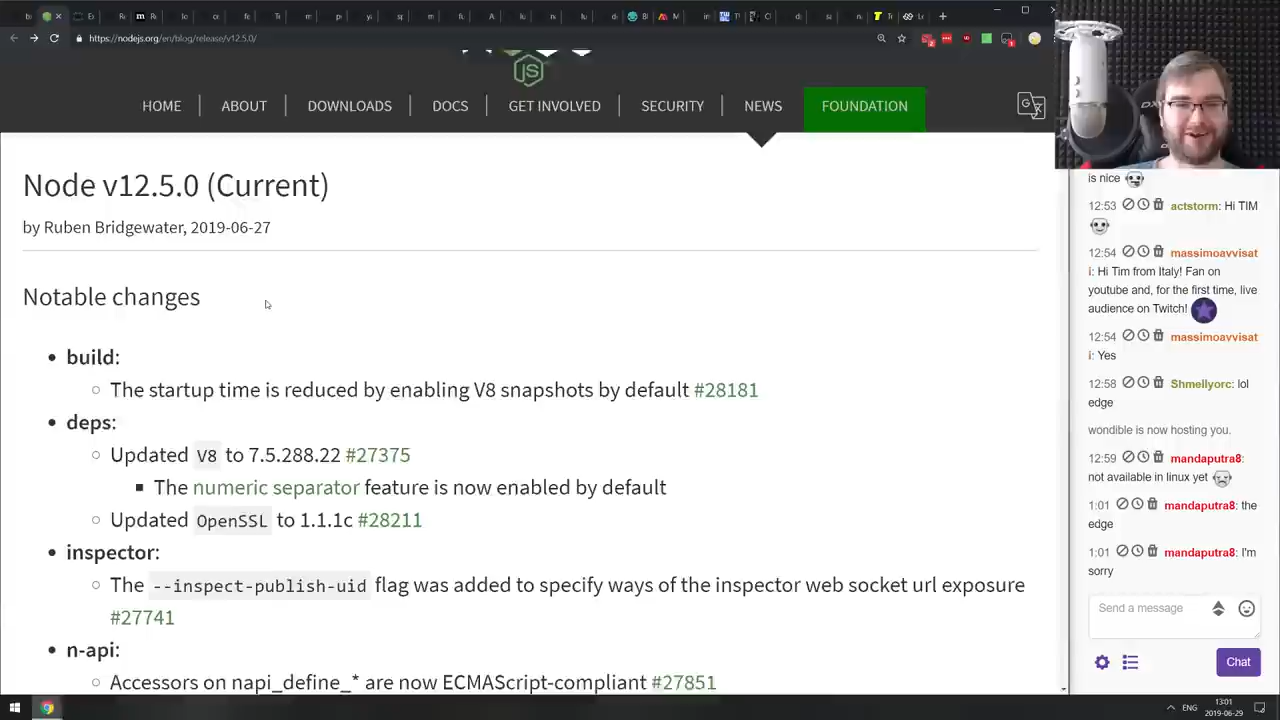 https://nodejs.org/en/blog/release/v12.5.0/
JS
HOME
ABOUT
DOWNLOADS
DOCS
GET INVOLVED
SECURITY
NEWS
FOUNDATION
Node v12.5.0 (Current)
by Ruben Bridgewater, 2019-06-27
Notable changes
build:
The startup time is reduced by enabling V8 snapshots by default #28181
deps:
Updated V8 to 7.5.288.22 #27375
The numeric separator feature is now enabled by default
Updated OpenSSL to 1.1.1c #28211
inspector:
The --inspect-publish-uid flag was added to specify ways of the inspector web socket url exposure
#27741
n-api:
Accessors on napi_define_* are now ECMAScript-compliant #27851
is nice
12:53 actstorm: Hi TIM
12:54 massimoavvisat
i: Hi Tim from Italy! Fan on
youtube and, for the first time, live
audience on Twitch!
12:54 massimoavvisat
i: Yes
12:58 Shmellyorc: lol
edge
wondible is now hosting you.
12:59 mandaputra8:
not available in linux yet
1:01 mandaputra8: the
edge
1:01 mandaputra8: I'm
sorry
Send a message
Chat
ENG
13:01
2019-06-29